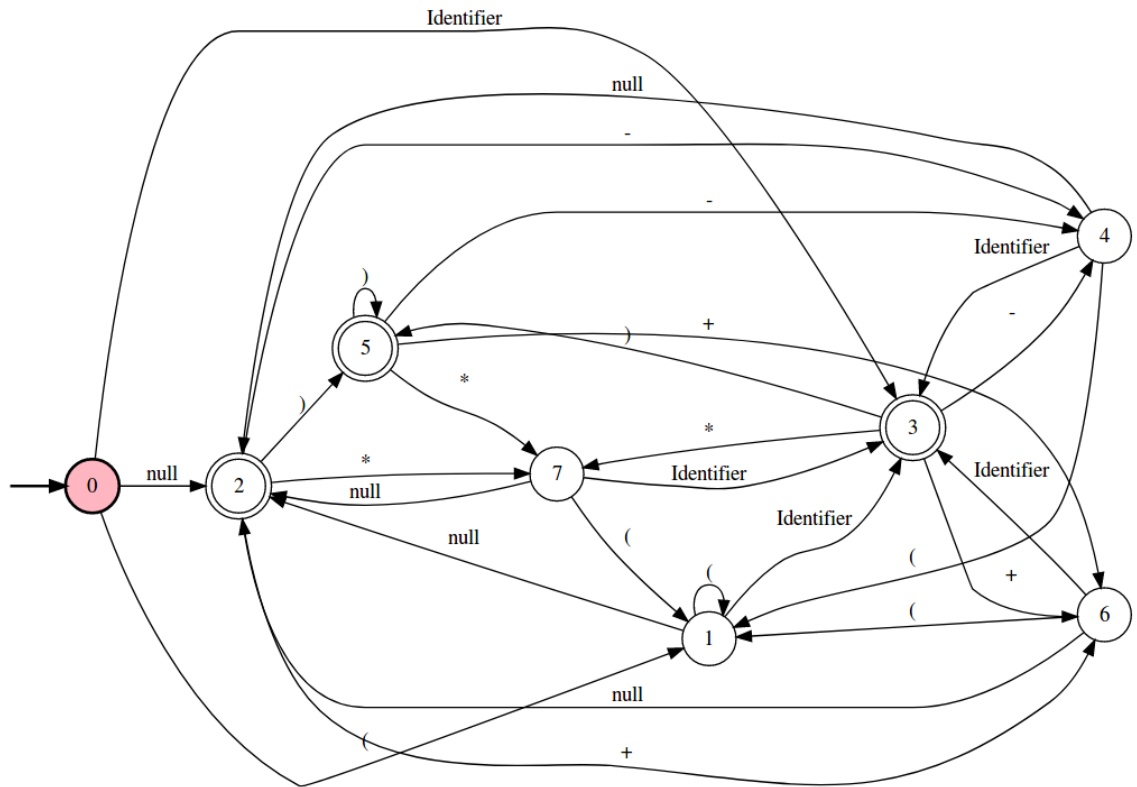 Identifier
null
-
-
Identifier
4
)
-
+
)
5
*
*
3
Identifier
null
0
*
2
null
7
Identifier
Identifier
null
(
(
(
+
(
6
1
null
(
+